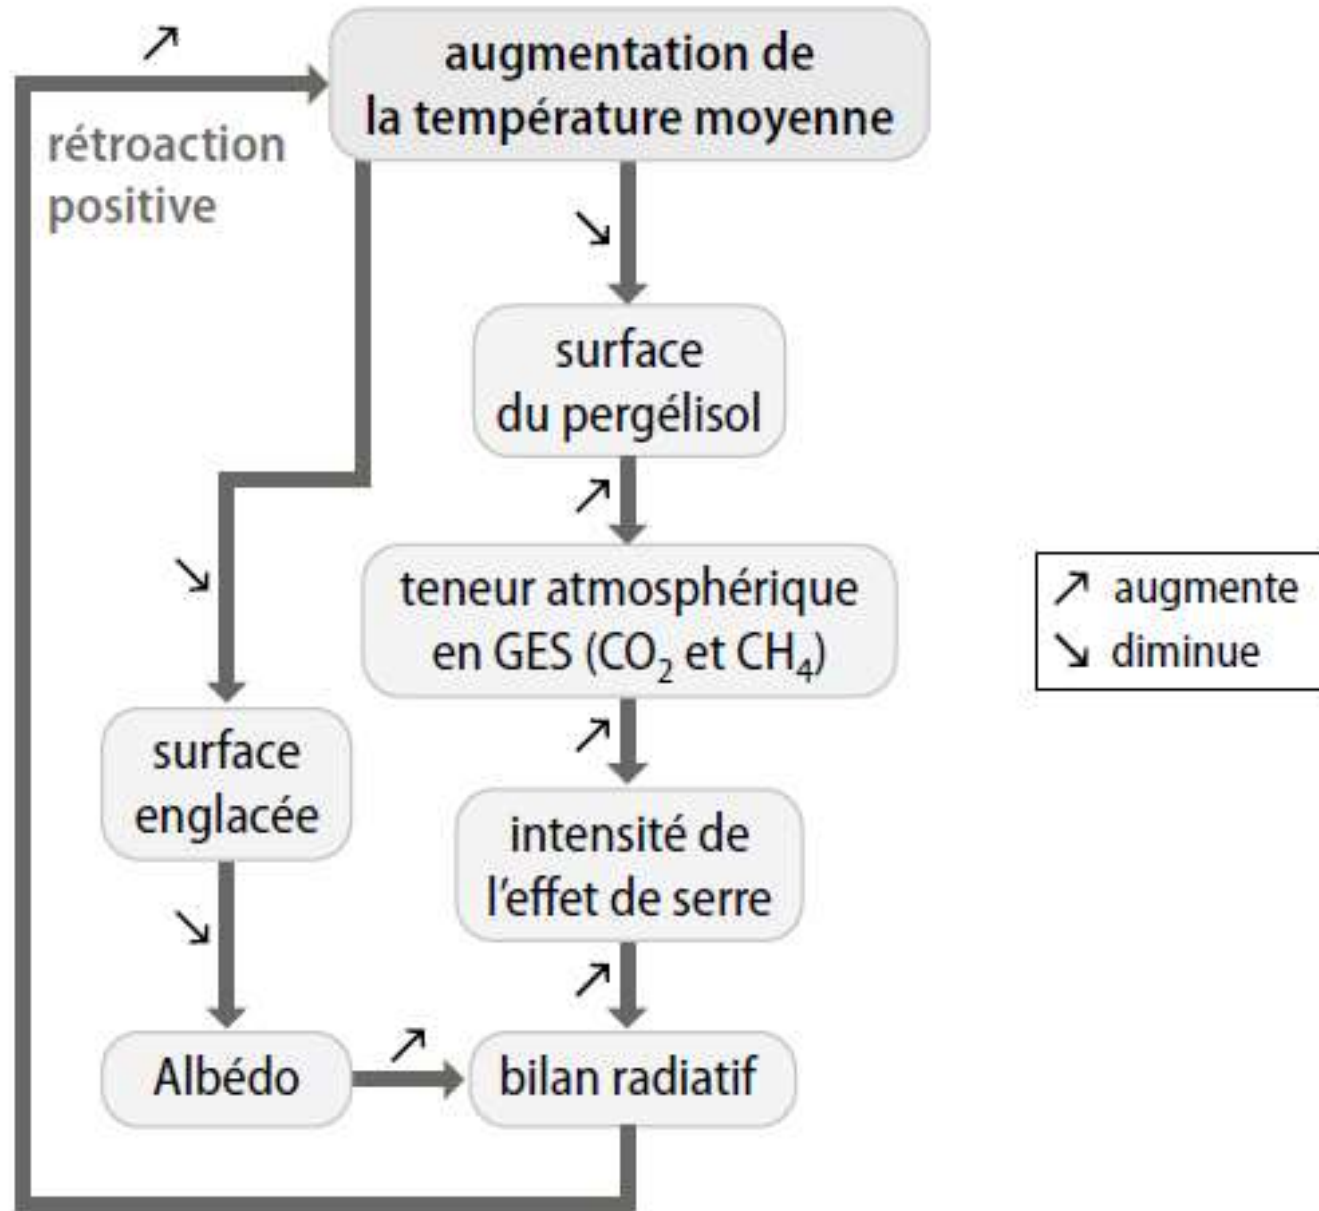 ↗
augmentation de
la température moyenne
rétroaction
positive
↘
surface
du pergélisol
↗
↘
teneur atmosphérique
en GES (CO₂ et CH₄)
↗ augmente
↘ diminue
↗
surface
englacée
intensité de
l'effet de serre
↘
↗
Albédo
↗
bilan radiatif